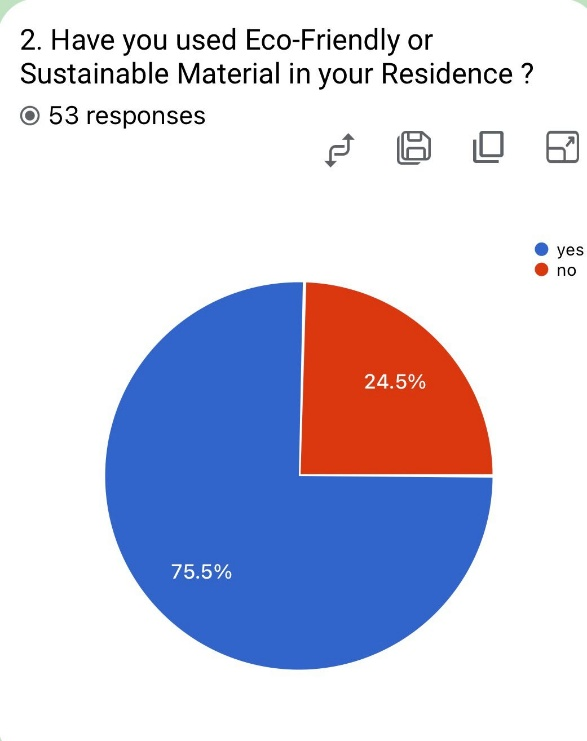 2. Have you used Eco-Friendly or
Sustainable Material in your Residence ?
53 responses
yes
no
24.5%
75.5%